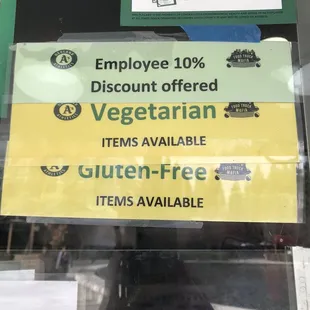 Employee 10%
Discount offered
Vegetarian
ITEMS AVAILABLE
Gluten-Free
ITEMS AVAILABLE